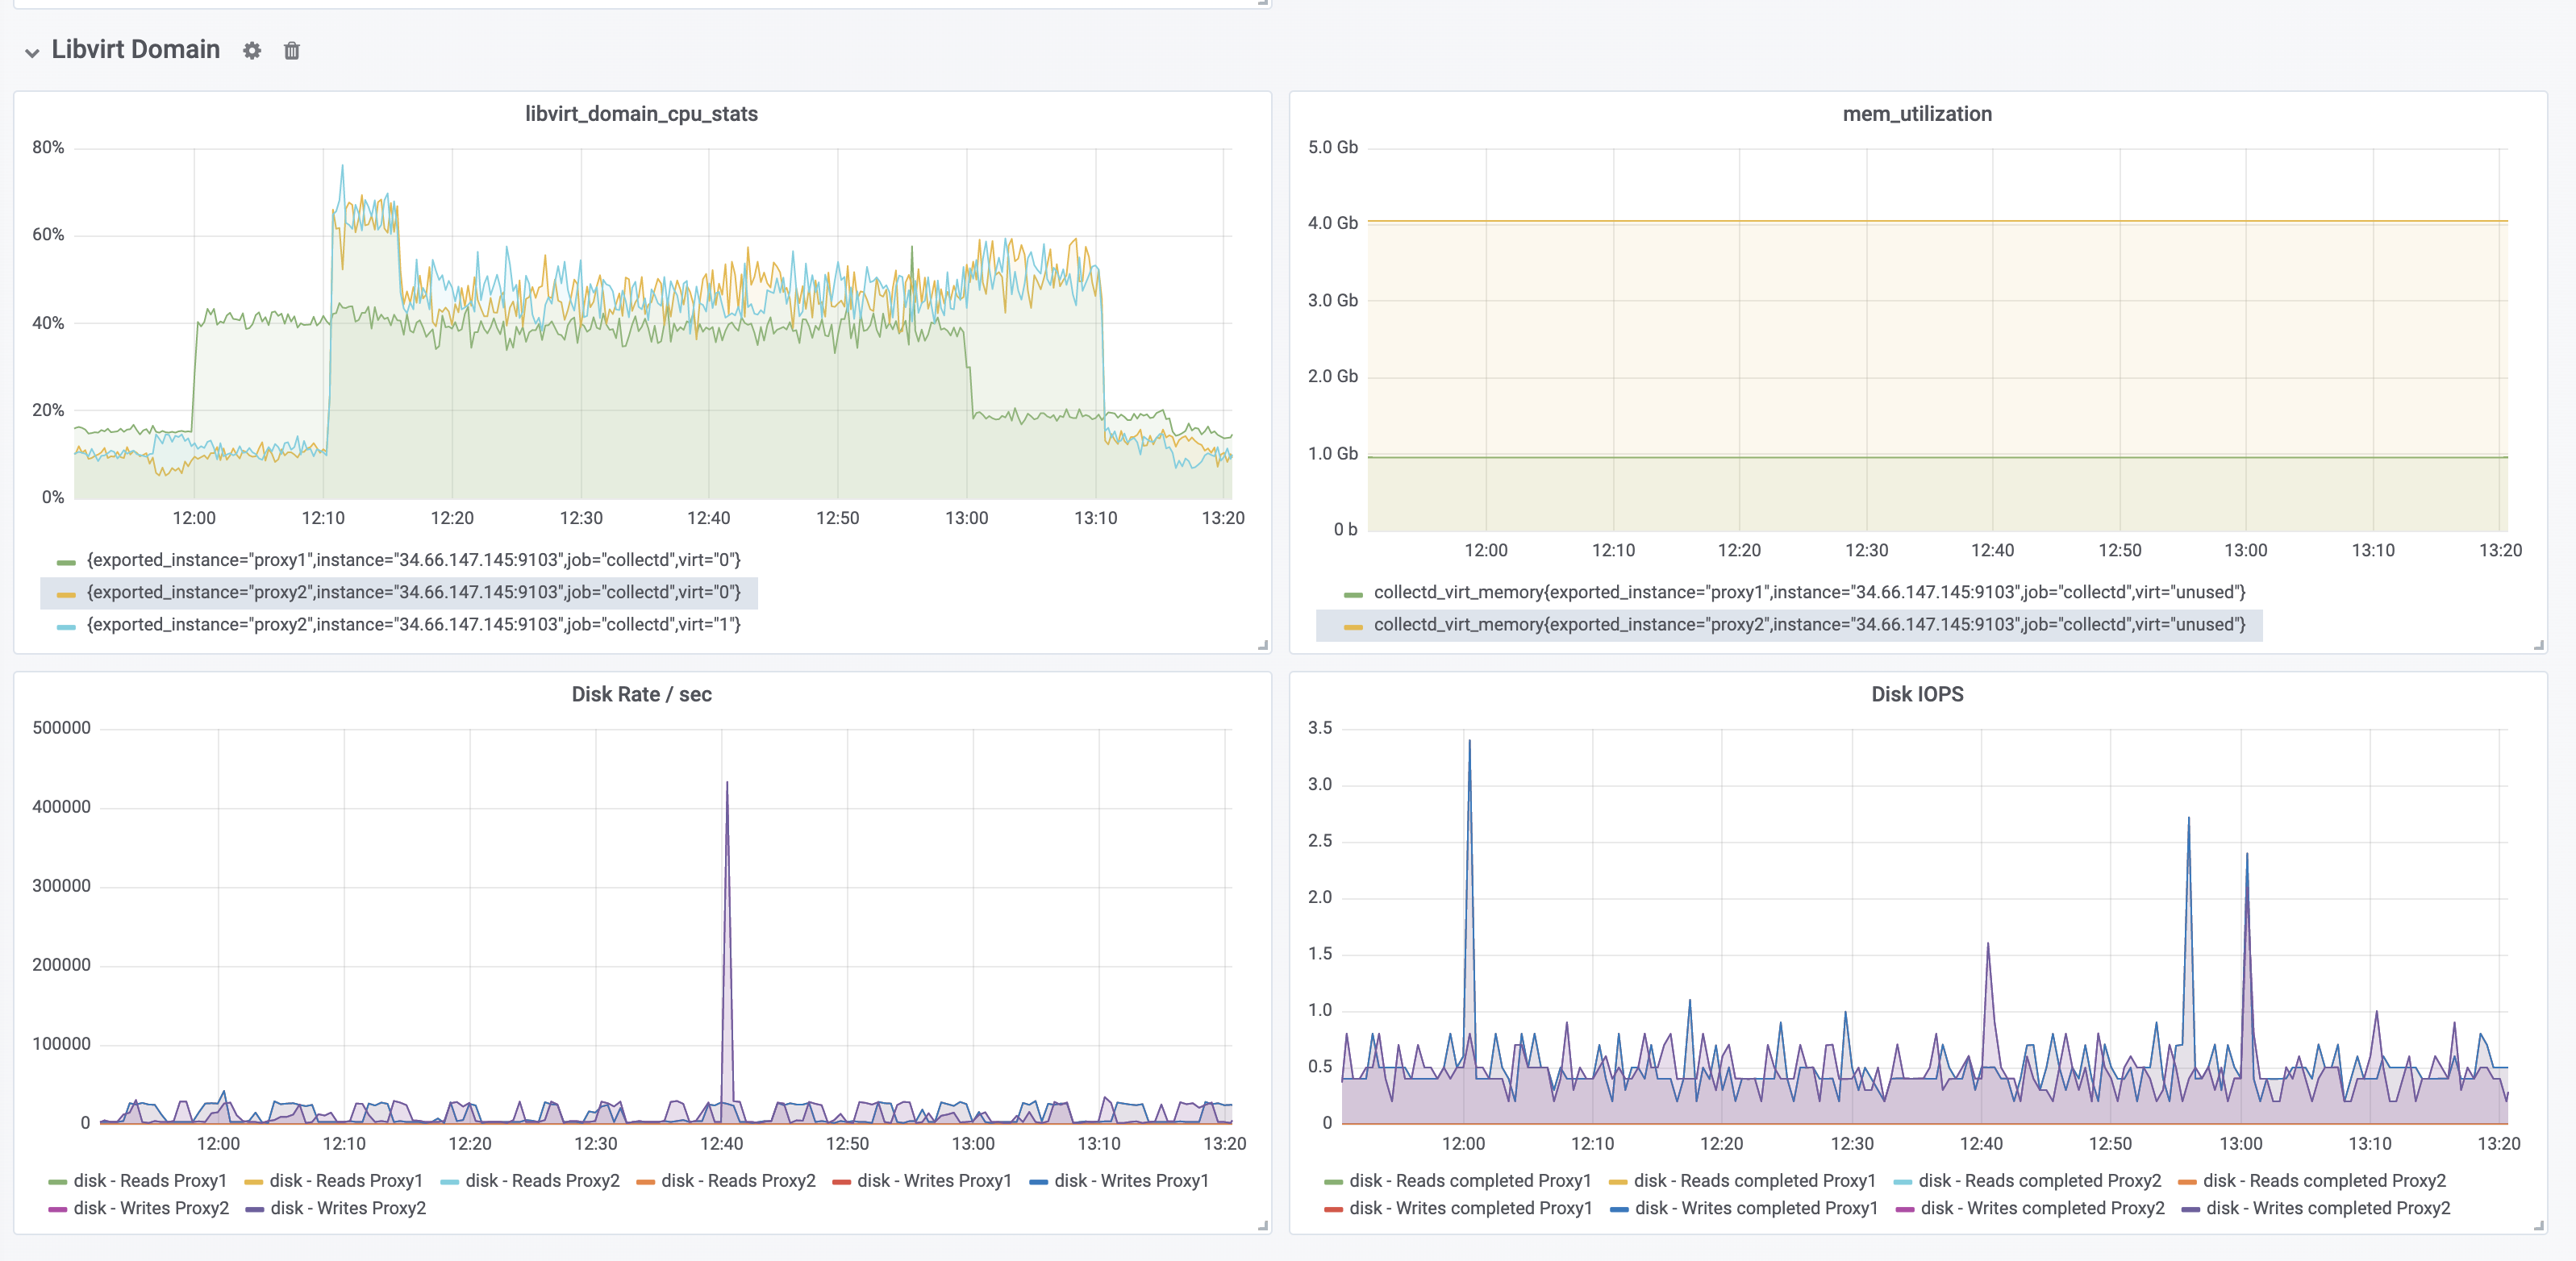 Libvirt Domain
libvirt_domain_cpu_stats
80%
60%
40%
20%
0%
12:00 12:10 12:20 12:30 12:40 12:50 13:00 13:10 13:20
{exported_instance="proxy1",instance="34.66.147.145:9103",job="collectd",virt="0"}
{exported_instance="proxy2",instance="34.66.147.145:9103",job="collectd",virt="0"}
{exported_instance="proxy2",instance="34.66.147.145:9103",job="collectd",virt="1"}
mem_utilization
5.0 Gb
4.0 Gb
3.0 Gb
2.0 Gb
1.0 Gb
0 b
12:00 12:10 12:20 12:30 12:40 12:50 13:00 13:10 13:20
collectd_virt_memory{exported_instance="proxy1",instance="34.66.147.145:9103",job="collectd",virt="unused"}
collectd_virt_memory{exported_instance="proxy2",instance="34.66.147.145:9103",job="collectd",virt="unused"}
Disk Rate / sec
500000
400000
300000
200000
100000
0
12:00 12:10 12:20 12:30 12:40 12:50 13:00 13:10 13:20
disk - Reads Proxy1 disk - Reads Proxy1 disk - Reads Proxy2 disk - Reads Proxy2 disk - Writes Proxy1 disk - Writes Proxy1
disk - Writes Proxy2 disk - Writes Proxy2
Disk IOPS
3.5
3.0
2.5
2.0
1.5
1.0
0.5
0
12:00 12:10 12:20 12:30 12:40 12:50 13:00 13:10 13:20
disk - Reads completed Proxy1 disk - Reads completed Proxy1 disk - Reads completed Proxy2 disk - Reads completed Proxy2
disk - Writes completed Proxy1 disk - Writes completed Proxy1 disk - Writes completed Proxy2 disk - Writes completed Proxy2